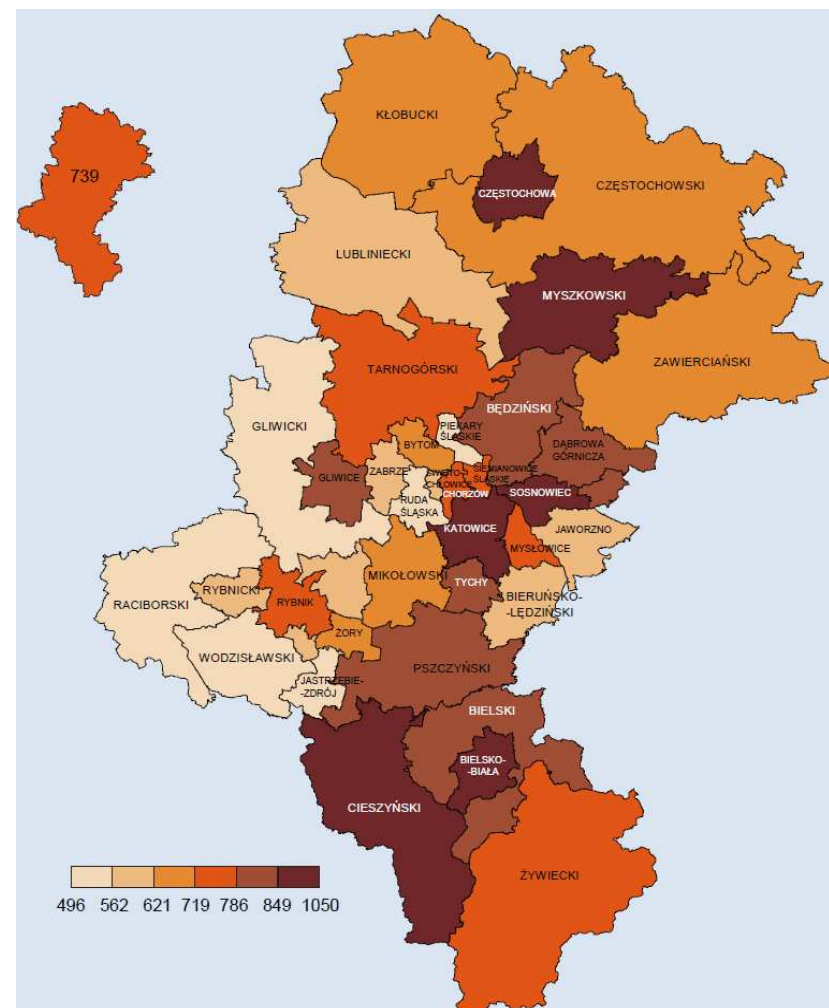 KŁOBUCKI
739
CZĘSTOCHOWA
CZĘSTOCHOWSKI
LUBLINIECKI
MYSZKOWSKI
ZAWIERCIAŃSKI
TARNOGÓRSKI
BĘDZIŃSKI
GLIWICKI
PIEKARY
ŚLĄSKIE
BYTOM
DĄBROWA
GÓRNICZA
GLIWICE
ZABRZE
ŚWIĘTO-
CHŁOWICE
SIEMIANOWICE
ŚLĄSKIE
CHORZÓW
RUDA
ŚLĄSKA
SOSNOWIEC
KATOWICE
MYSŁOWICE
JAWORZNO
MIKOŁOWSKI
TYCHY
BIERUŃSKO-
-LĘDZIŃSKI
RACIBORSKI
RYBNICKI
RYBNIK
ŻORY
WODZISŁAWSKI
JASTRZĘBIE-
-ZDRÓJ
PSZCZYŃSKI
BIELSKI
BIELSKO-
-BIAŁA
CIESZYŃSKI
ŻYWIECKI
496 562 621 719 786 849 1050